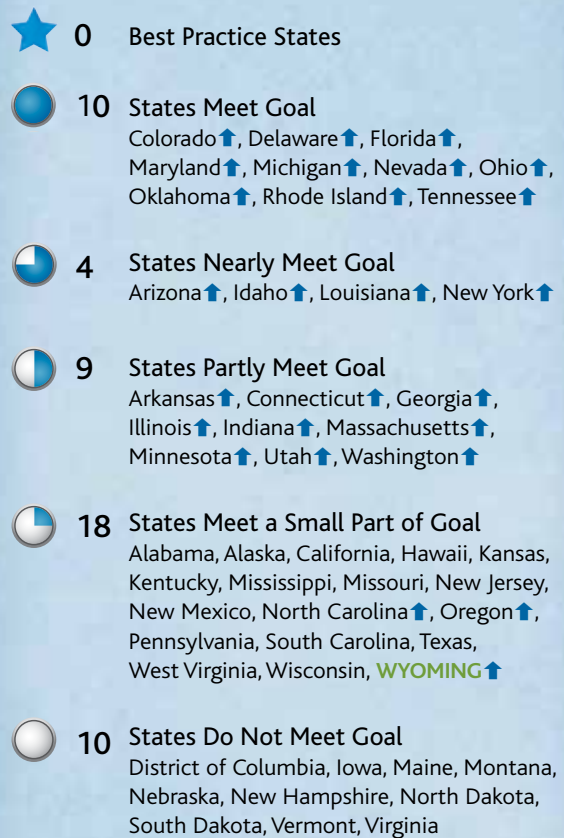 0 Best Practice States
10 States Meet Goal
Colorado⬆, Delaware⬆, Florida⬆,
Maryland⬆, Michigan⬆, Nevada⬆, Ohio⬆,
Oklahoma⬆, Rhode Island⬆, Tennessee⬆
4 States Nearly Meet Goal
Arizona⬆, Idaho⬆, Louisiana⬆, New York⬆
9 States Partly Meet Goal
Arkansas⬆, Connecticut⬆, Georgia⬆,
Illinois⬆, Indiana⬆, Massachusetts⬆,
Minnesota⬆, Utah⬆, Washington⬆
18 States Meet a Small Part of Goal
Alabama, Alaska, California, Hawaii, Kansas,
Kentucky, Mississippi, Missouri, New Jersey,
New Mexico, North Carolina⬆, Oregon⬆,
Pennsylvania, South Carolina, Texas,
West Virginia, Wisconsin, WYOMING⬆
10 States Do Not Meet Goal
District of Columbia, Iowa, Maine, Montana,
Nebraska, New Hampshire, North Dakota,
South Dakota, Vermont, Virginia